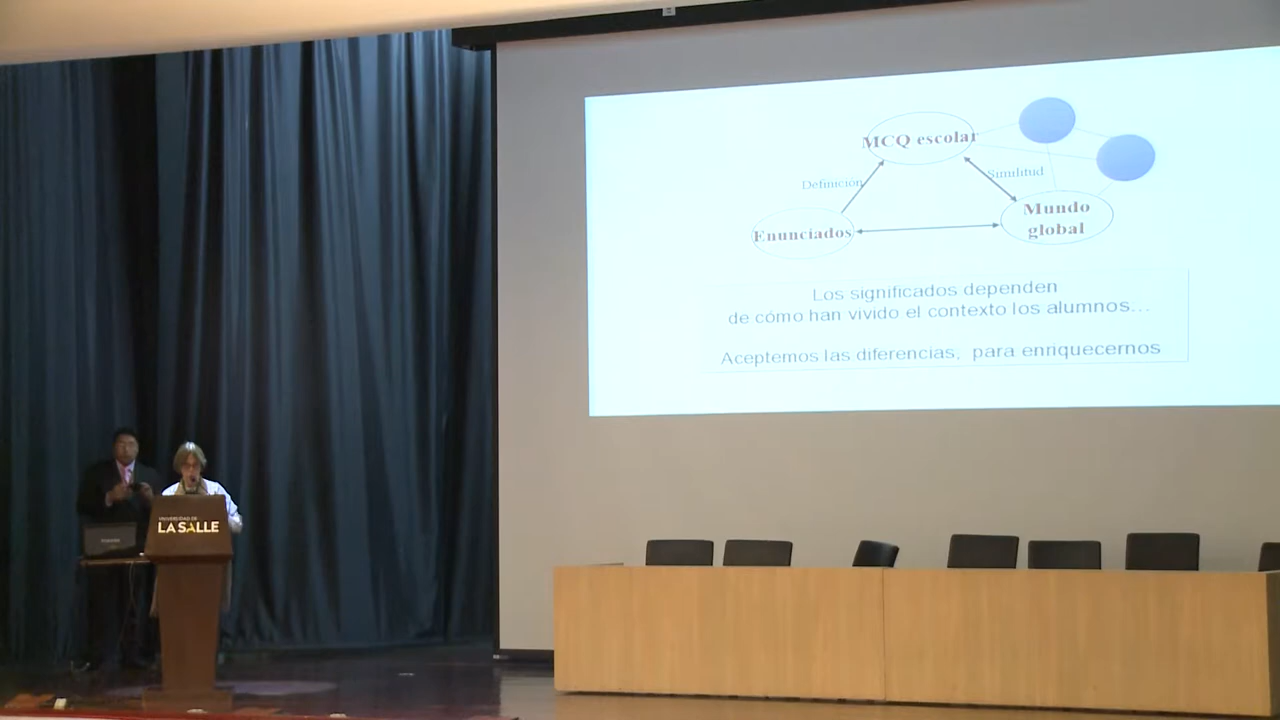 MCQ escolar
Definición
Similitud
Enunciados
Mundo
global
Los significados dependen
de cómo han vivido el contexto los alumnos...
Aceptemos las diferencias, para enriquecernos
UNIVERSIDAD DE
LA SALLE